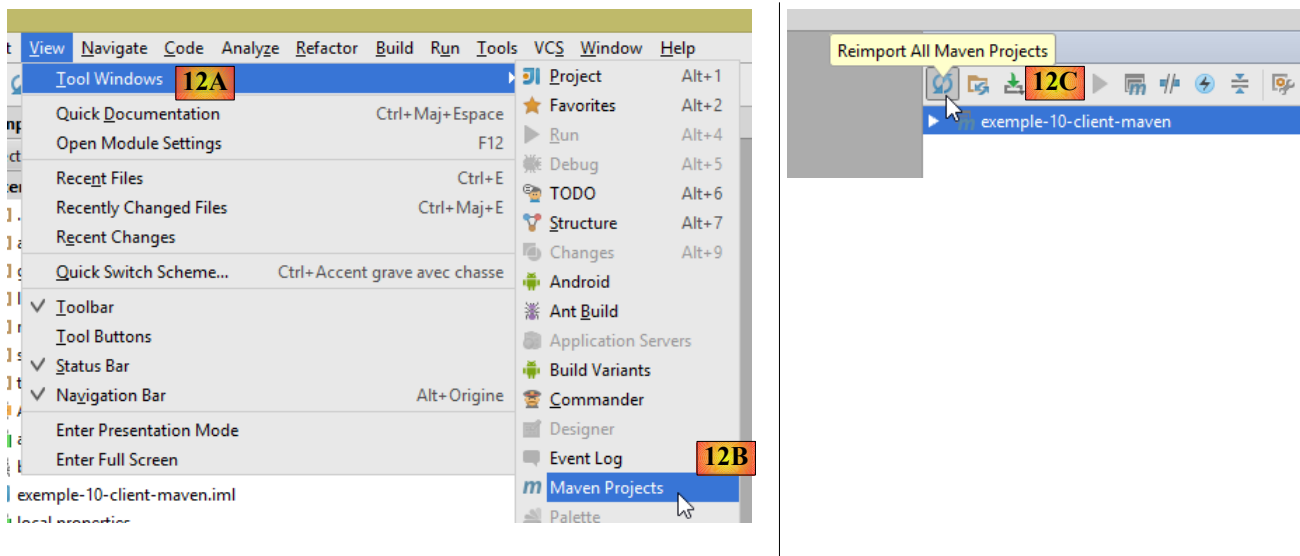 View Navigate Code Analyze Refactor Build Run Tools VCS Window Help
Tool Windows 12A
Quick Documentation Ctrl+Maj+Espace
Open Module Settings F12
Recent Files Ctrl+E
Recently Changed Files Ctrl+Maj+E
Recent Changes
Quick Switch Scheme... Ctrl+Accent grave avec chasse
Toolbar
Tool Buttons
Status Bar
Navigation Bar Alt+Origine
Enter Presentation Mode
Enter Full Screen
exemple-10-client-maven.iml
local.properties
Project Alt+1
Favorites Alt+2
Run Alt+4
Debug Alt+5
TODO Alt+6
Structure Alt+7
Changes Alt+9
Android
Ant Build
Application Servers
Build Variants
Commander
Designer
Event Log 12B
Maven Projects
Palette
Reimport All Maven Projects
12C
exemple-10-client-maven